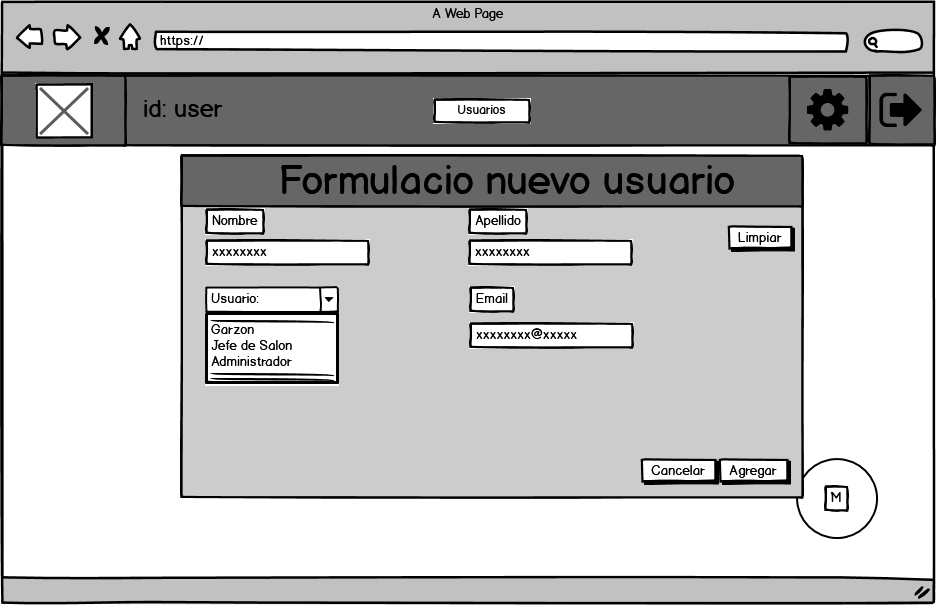 A Web Page
https://
id: user
Usuarios
Formulacio nuevo usuario
Nombre
Apellido
Limpiar
xxxxxxxx
xxxxxxxx
Usuario:
Email
Garzon
Jefe de Salon
Administrador
xxxxxxxx@xxxxx
Cancelar
Agregar
M